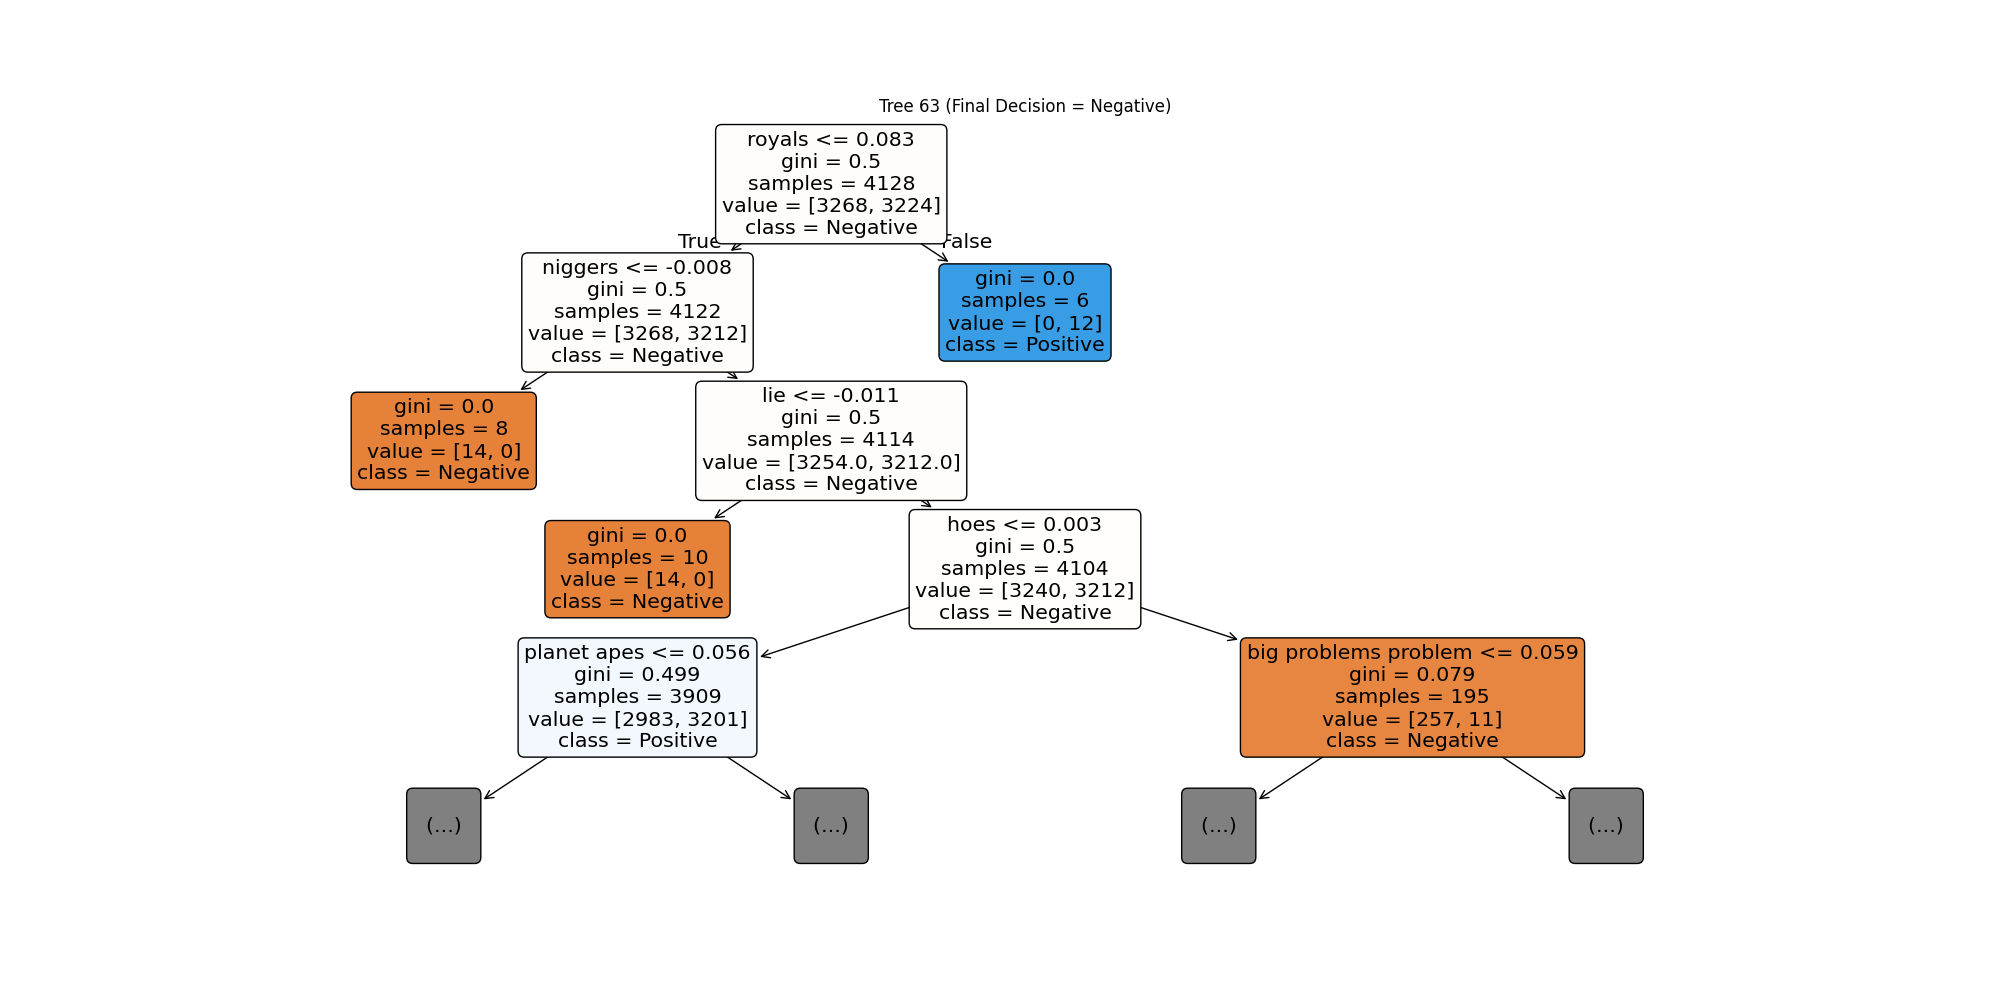 Tree 63 (Final Decision = Negative)
royals <= 0.083
gini = 0.5
samples = 4128
value = [3268, 3224]
class = Negative
True
False
niggers <= -0.008
gini = 0.5
samples = 4122
value = [3268, 3212]
class = Negative
gini = 0.0
samples = 6
value = [0, 12]
class = Positive
gini = 0.0
samples = 8
value = [14, 0]
class = Negative
lie <= -0.011
gini = 0.5
samples = 4114
value = [3254.0, 3212.0]
class = Negative
gini = 0.0
samples = 10
value = [14, 0]
class = Negative
hoes <= 0.003
gini = 0.5
samples = 4104
value = [3240, 3212]
class = Negative
planet apes <= 0.056
gini = 0.499
samples = 3909
value = [2983, 3201]
class = Positive
big problems problem <= 0.059
gini = 0.079
samples = 195
value = [257, 11]
class = Negative
(...)
(...)
(...)
(...)